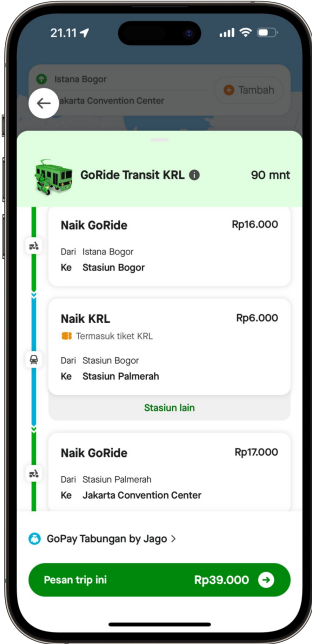 21.11
Istana Bogor
Jakarta Convention Center
Tambah
GoRide Transit KRL
90 mnt
Naik GoRide
Rp16.000
Dari Istana Bogor
Ke Stasiun Bogor
Naik KRL
Rp6.000
Termasuk tiket KRL
Dari Stasiun Bogor
Ke Stasiun Palmerah
Stasiun lain
Naik GoRide
Rp17.000
Dari Stasiun Palmerah
Ke Jakarta Convention Center
GoPay Tabungan by Jago >
Pesan trip ini
Rp39.000